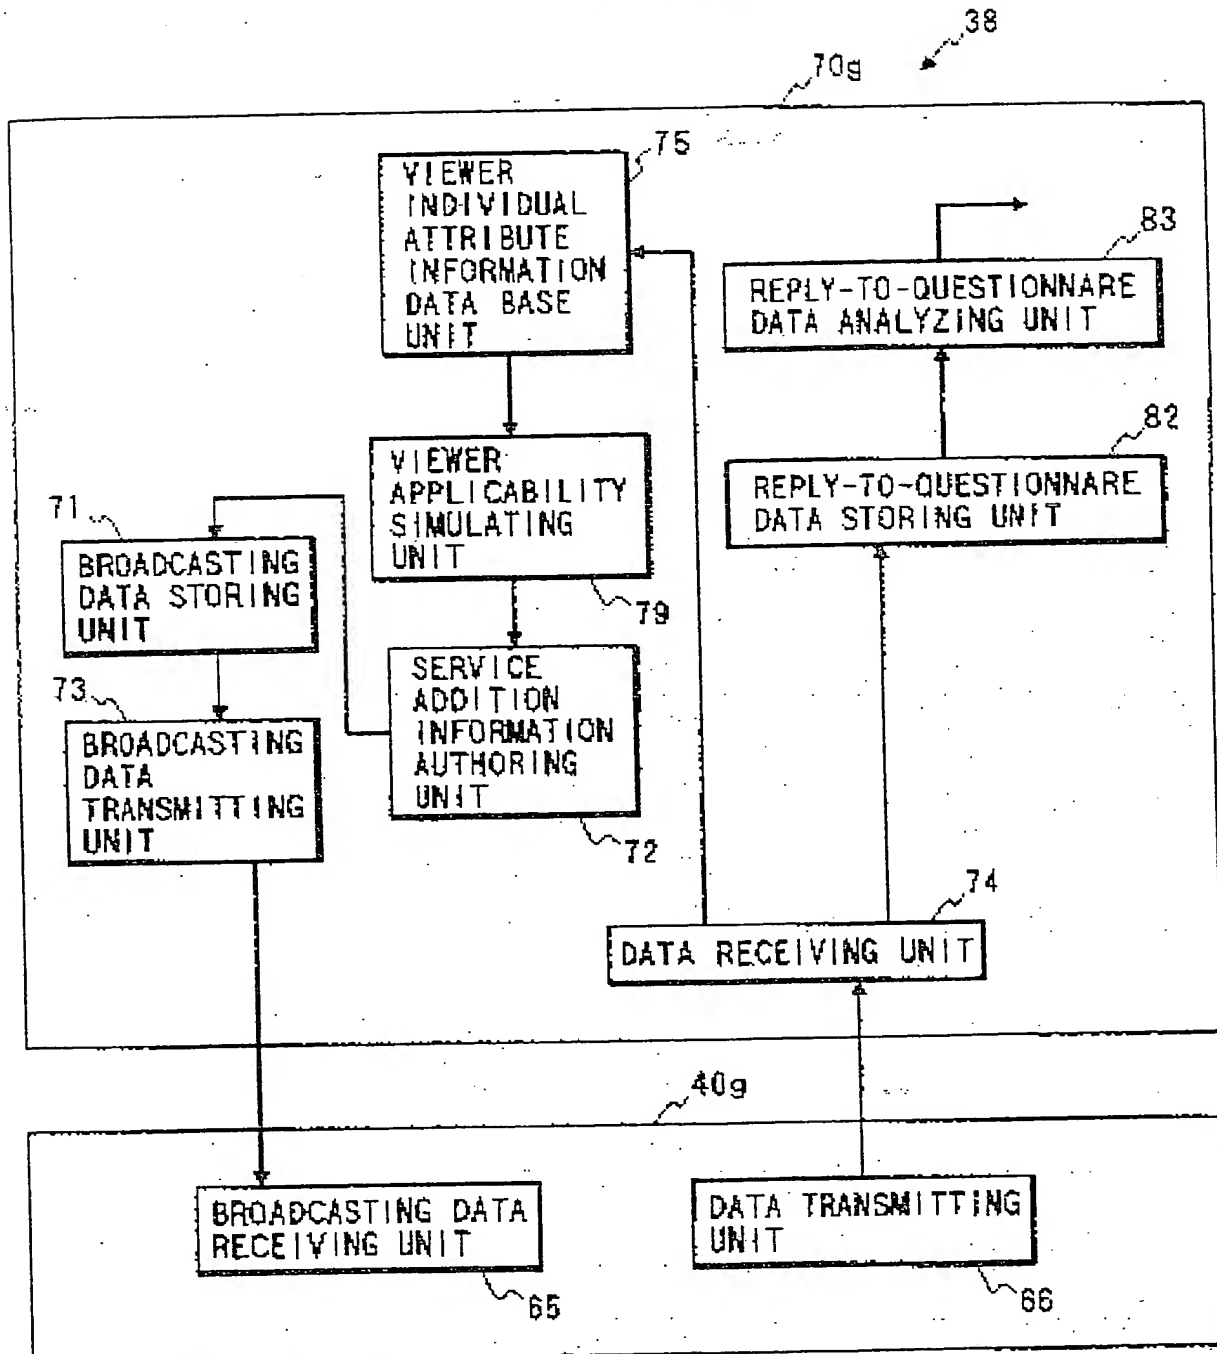 38
70g
75
VIEWER
INDIVIDUAL
ATTRIBUTE
INFORMATION
DATA BASE
UNIT
83
REPLY-TO-QUESTIONNARE
DATA ANALYZING UNIT
82
REPLY-TO-QUESTIONNARE
DATA STORING UNIT
VIEWER
APPLICABILITY
SIMULATING
UNIT
79
71
BROADCASTING
DATA STORING
UNIT
73
BROADCASTING
DATA
TRANSMITTING
UNIT
SERVICE
ADDITION
INFORMATION
AUTHORING
UNIT
72
74
DATA RECEIVING UNIT
40g
BROADCASTING DATA
RECEIVING UNIT
65
DATA TRANSMITTING
UNIT
66